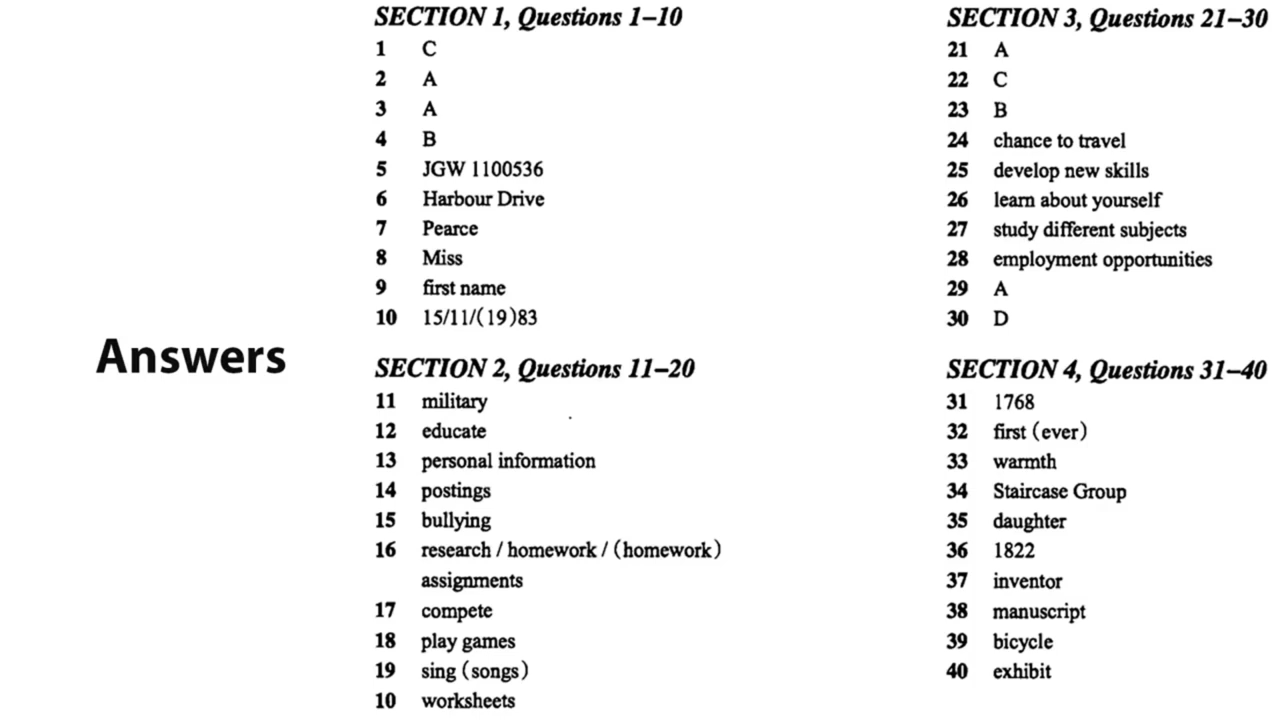 Answers
SECTION 1, Questions 1–10
1 C
2 A
3 A
4 B
5 JGW 1100536
6 Harbour Drive
7 Pearce
8 Miss
9 first name
10 15/11/(19)83
SECTION 2, Questions 11–20
11 military
12 educate
13 personal information
14 postings
15 bullying
16 research / homework / (homework)
assignments
17 compete
18 play games
19 sing (songs)
10 worksheets
SECTION 3, Questions 21–30
21 A
22 C
23 B
24 chance to travel
25 develop new skills
26 learn about yourself
27 study different subjects
28 employment opportunities
29 A
30 D
SECTION 4, Questions 31–40
31 1768
32 first (ever)
33 warmth
34 Staircase Group
35 daughter
36 1822
37 inventor
38 manuscript
39 bicycle
40 exhibit